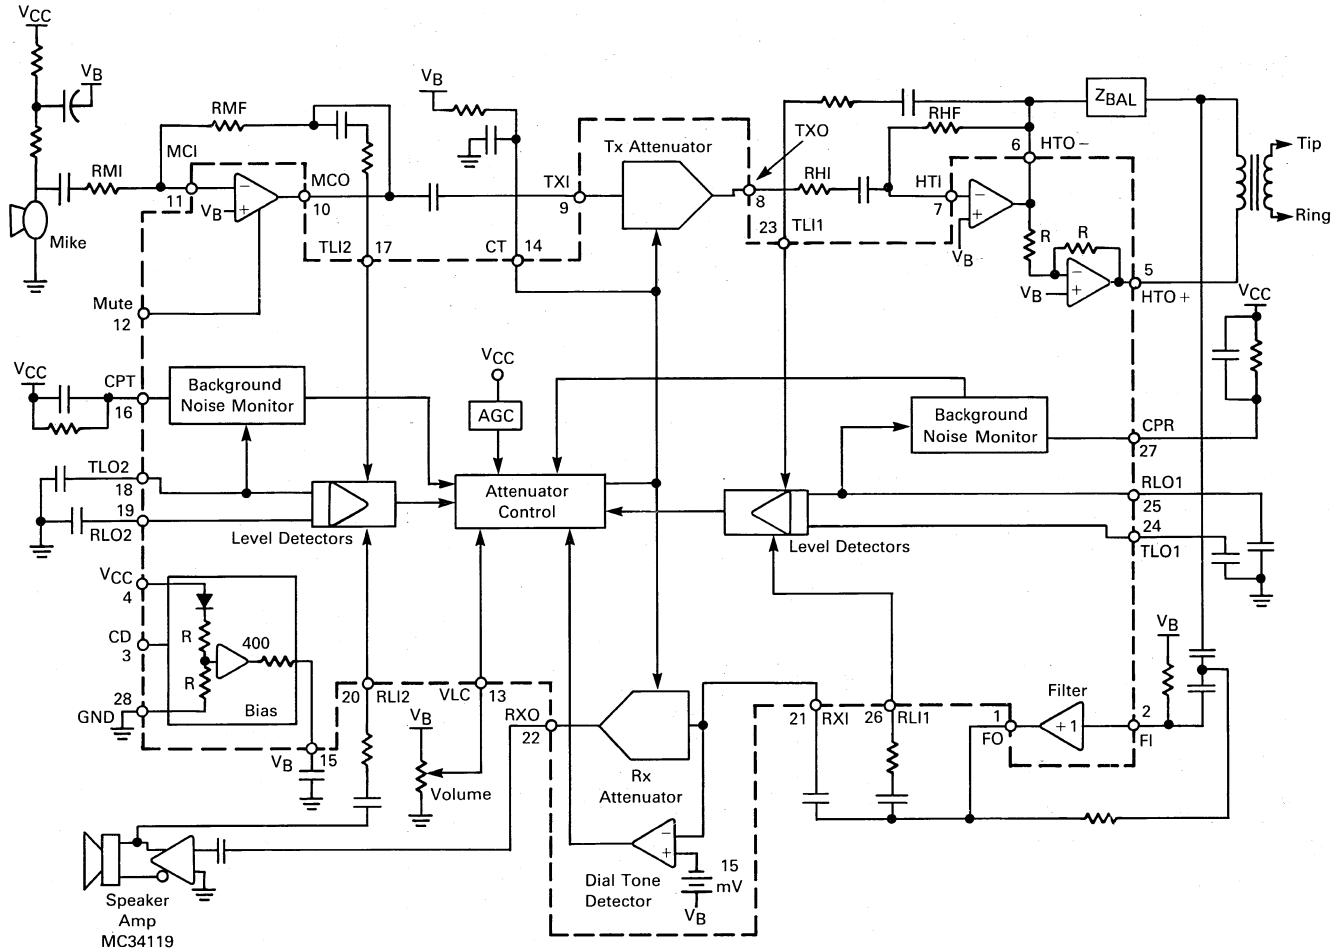 VCC
VB
RMF
MCI
RMI
11
VB
MCO
10
Mike
VB
Tx Attenuator
TXO
TXI
9
8
RHI
RHF
ZBAL
6
HTO −
HTI
7
VB
R
R
VB
5
HTO +
Tip
Ring
TLI2
17
CT
14
23
TLI1
Mute
12
VCC
CPT
16
Background
Noise Monitor
VCC
AGC
Background
Noise Monitor
VCC
CPR
27
TLO2
18
19
RLO2
Level Detectors
Attenuator
Control
Level Detectors
RLO1
25
24
TLO1
VCC
4
CD
3
28
GND
R
R
400
Bias
VB
15
20
RLI2
VLC
13
VB
Volume
RXO
22
Rx
Attenuator
21
RXI
26
RLI1
1
FO
Filter
+1
2
FI
VB
Dial Tone
Detector
15
mV
VB
Speaker
Amp
MC34119